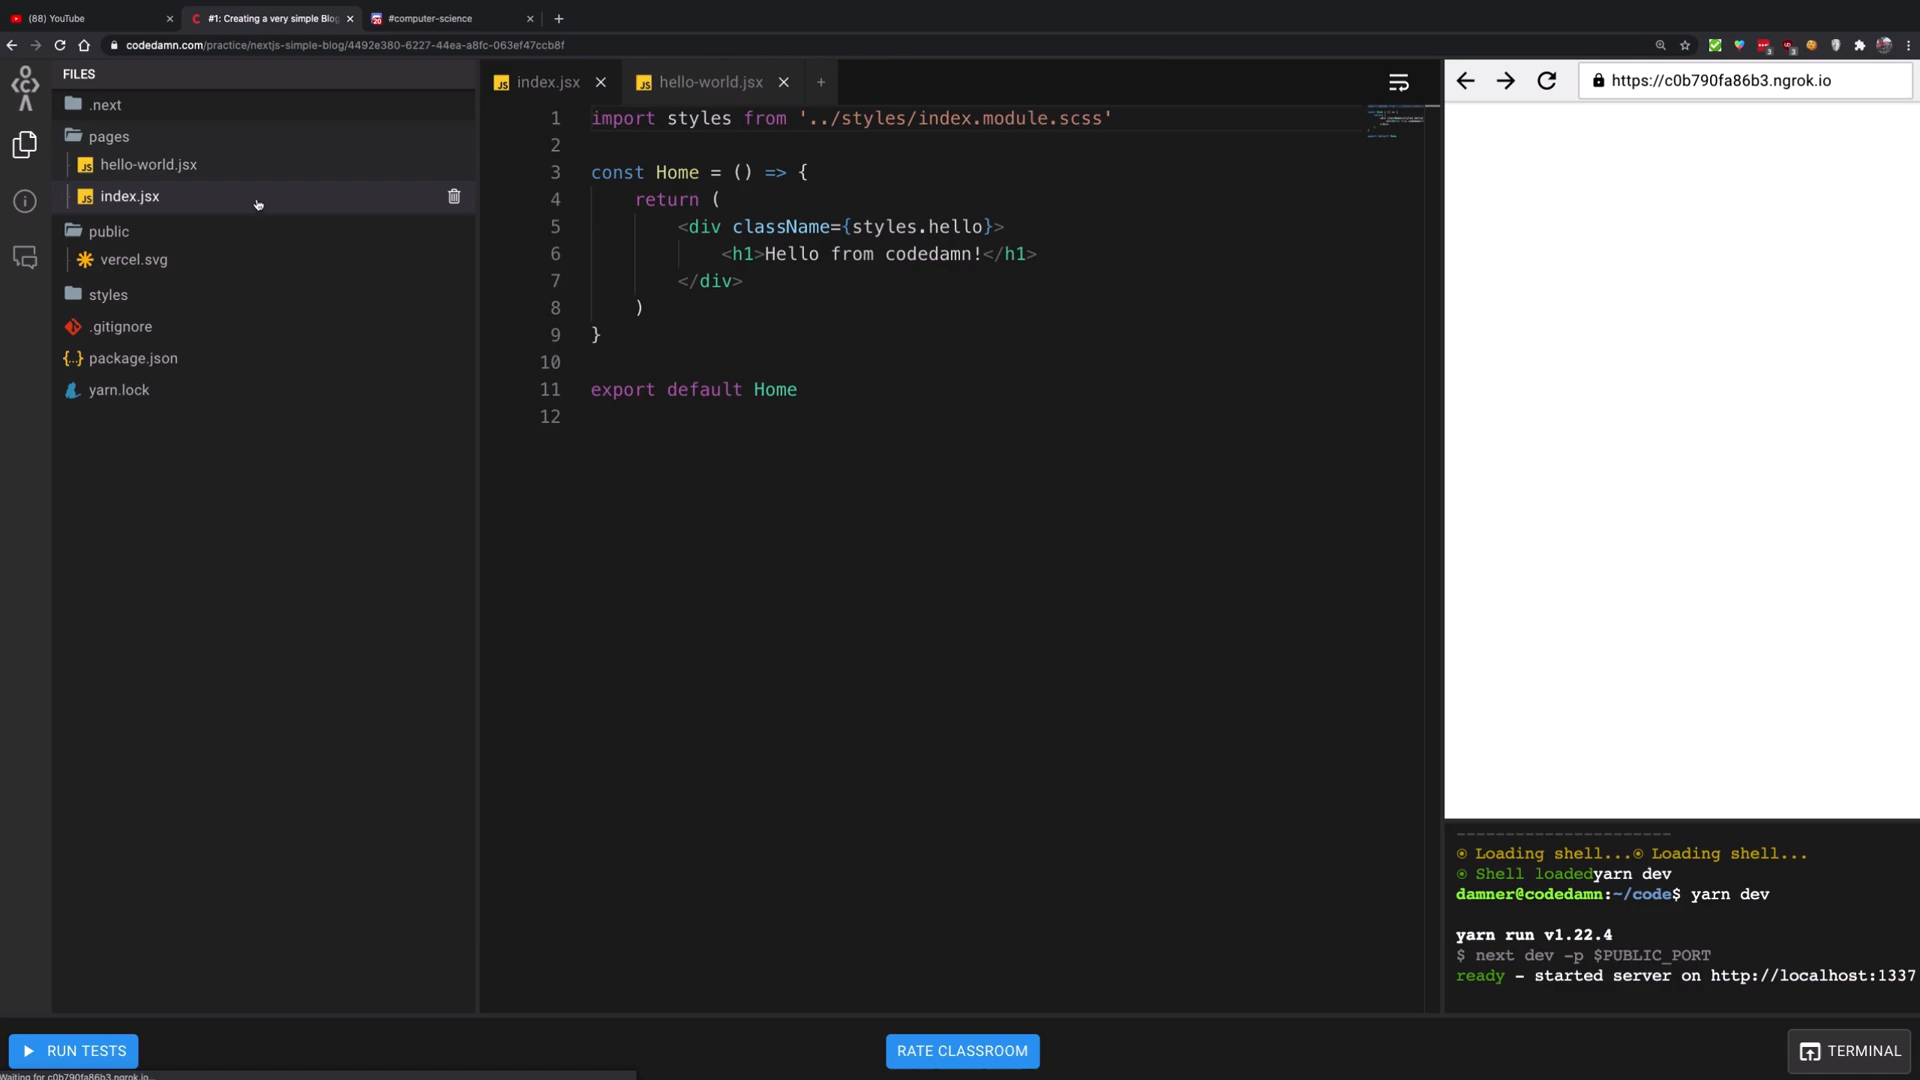 (88) YouTube
#1: Creating a very simple Blog
#computer-science
codedamn.com/practice/nextjs-simple-blog/4492e380-6227-44ea-a8fc-063ef47ccb8f
FILES
.next
pages
hello-world.jsx
index.jsx
public
vercel.svg
styles
.gitignore
package.json
yarn.lock
index.jsx
hello-world.jsx
1 import styles from '../styles/index.module.scss'
2
3 const Home = () => {
4 return (
5 <div className={styles.hello}>
6 <h1>Hello from codedamn!</h1>
7 </div>
8 )
9 }
10
11 export default Home
12
https://c0b790fa86b3.ngrok.io
----------------------
Loading shell... Loading shell...
Shell loadedyarn dev
damner@codedamn:~/code$ yarn dev
yarn run v1.22.4
$ next dev -p $PUBLIC_PORT
ready - started server on http://localhost:1337
RUN TESTS
RATE CLASSROOM
TERMINAL
Waiting for c0b790fa86b3.ngrok.io...